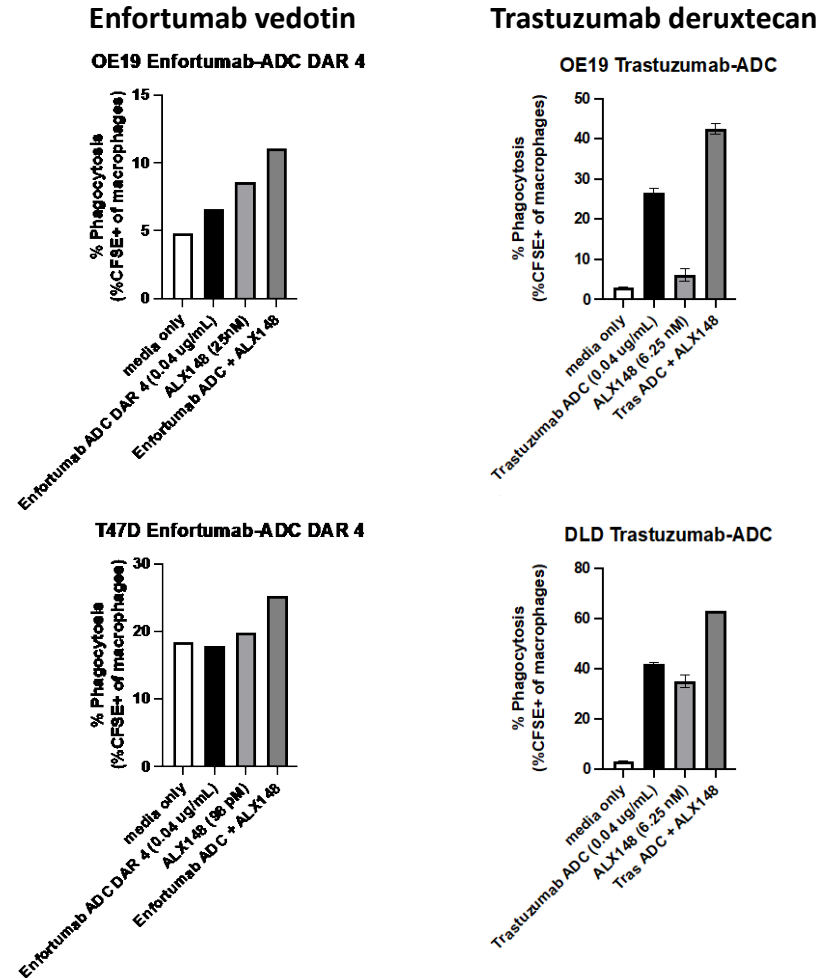 Enfortumab vedotin
Trastuzumab deruxtecan
OE19 Enfortumab-ADC DAR 4
% Phagocytosis
(%CFSE+ of macrophages)
15
10
5
0
media only
Enfortumab ADC DAR 4 (0.04 ug/mL)
ALX148 (25nM)
Enfortumab ADC + ALX148
OE19 Trastuzumab-ADC
% Phagocytosis
(%CFSE+ of macrophages)
50
40
30
20
10
0
media only
Trastuzumab ADC (0.04 ug/mL)
ALX148 (6.25 nM)
Tras ADC + ALX148
T47D Enfortumab-ADC DAR 4
% Phagocytosis
(%CFSE+ of macrophages)
30
20
10
0
media only
Enfortumab ADC DAR 4 (0.04 ug/mL)
ALX148 (98 pM)
Enfortumab ADC + ALX148
DLD Trastuzumab-ADC
% Phagocytosis
(%CFSE+ of macrophages)
80
60
40
20
0
media only
Trastuzumab ADC (0.04 ug/mL)
ALX148 (6.25 nM)
Tras ADC + ALX148